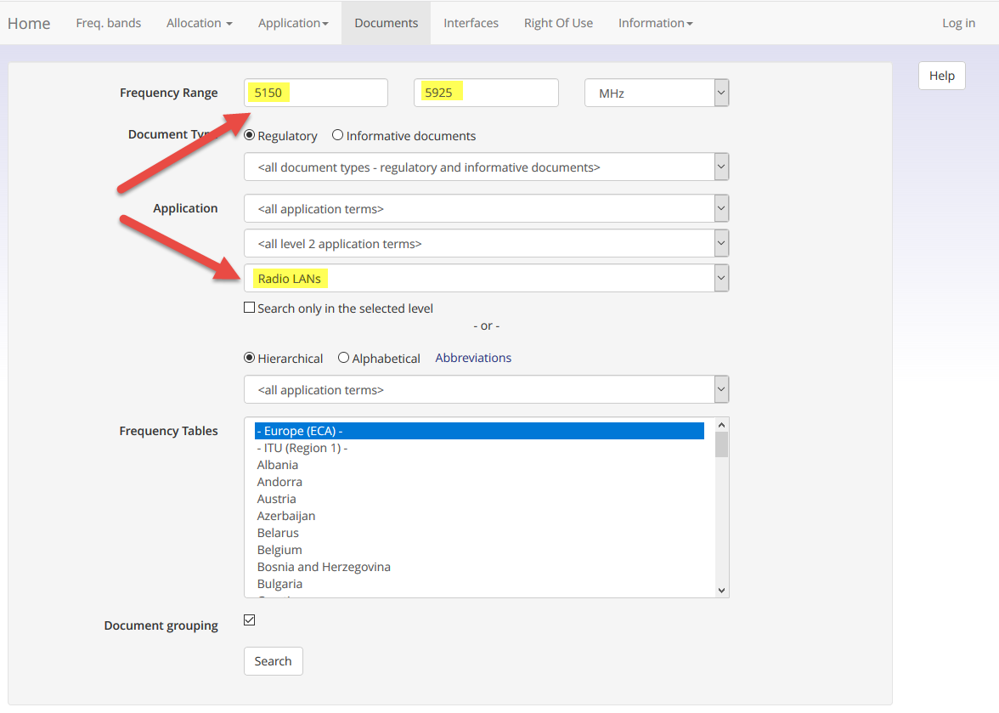 Home Freq. bands Allocation Application Documents Interfaces Right Of Use Information Log in
Help
Frequency Range 5150 5925 MHz
Document Type Regulatory Informative documents
<all document types - regulatory and informative documents>
Application <all application terms>
<all level 2 application terms>
Radio LANs
Search only in the selected level
- or -
Hierarchical Alphabetical Abbreviations
<all application terms>
Frequency Tables - Europe (ECA) -
- ITU (Region 1) -
Albania
Andorra
Austria
Azerbaijan
Belarus
Belgium
Bosnia and Herzegovina
Bulgaria
Document grouping
Search